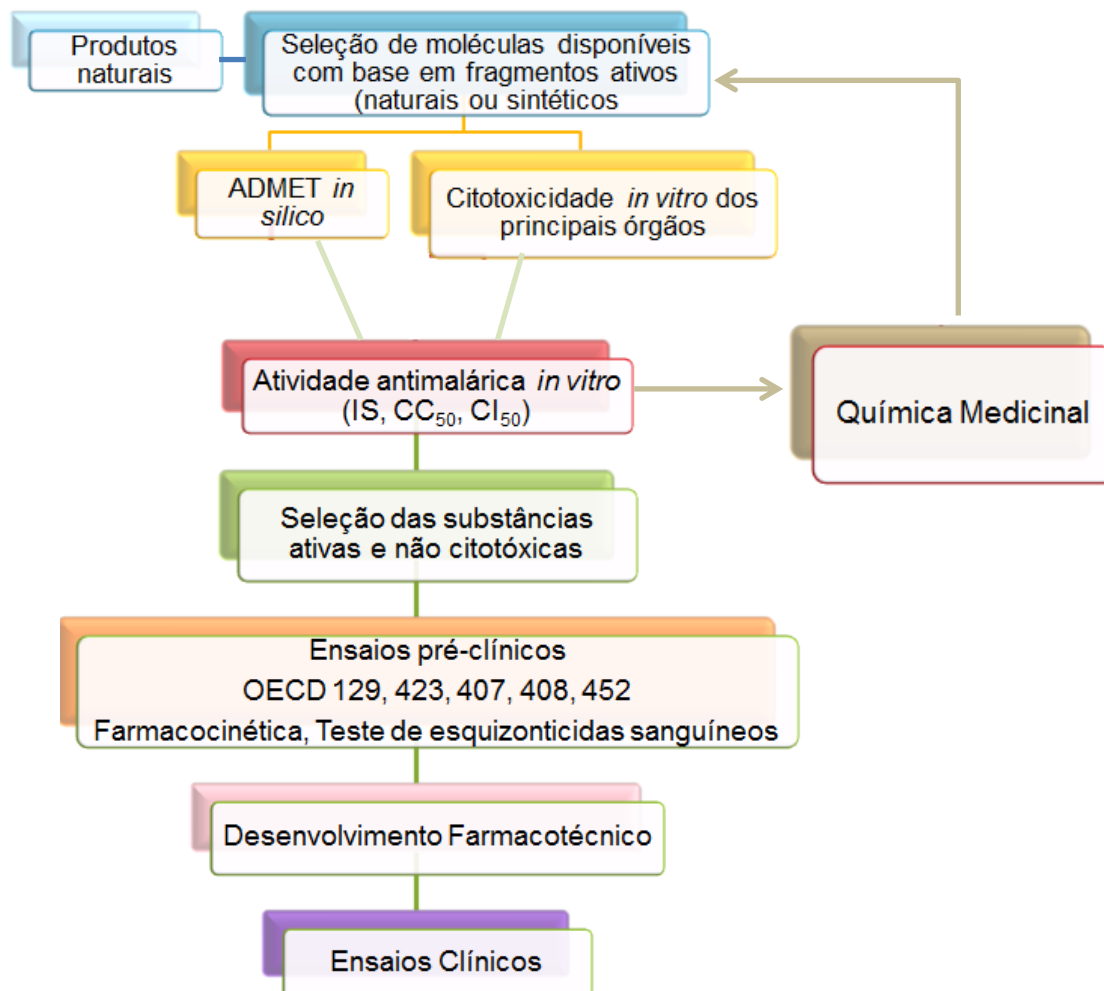 Produtos
naturais
Seleção de moléculas disponíveis
com base em fragmentos ativos
(naturais ou sintéticos
ADMET in
silico
Citotoxicidade in vitro dos
principais órgãos
Atividade antimalárica in vitro
(IS, CC50, CI50)
Química Medicinal
Seleção das substâncias
ativas e não citotóxicas
Ensaios pré-clínicos
OECD 129, 423, 407, 408, 452
Farmacocinética, Teste de esquizonticidas sanguíneos
Desenvolvimento Farmacotécnico
Ensaios Clínicos